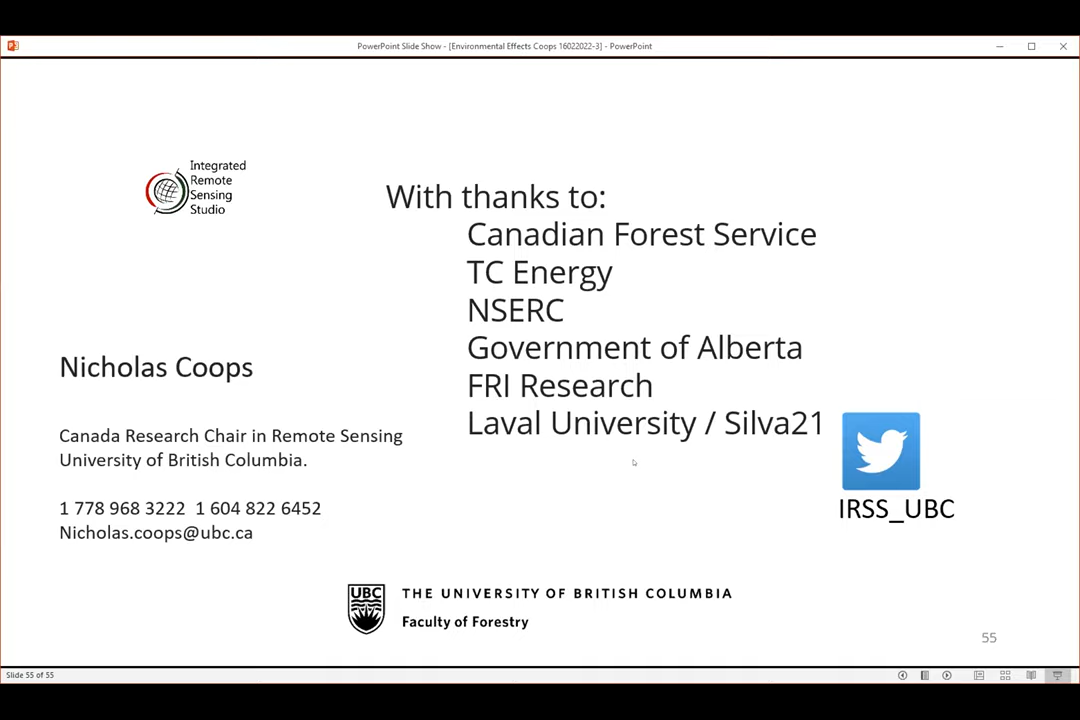 PowerPoint Slide Show - [Environmental Effects Coops 16022022-3] - PowerPoint
Integrated
Remote
Sensing
Studio
With thanks to:
Canadian Forest Service
TC Energy
NSERC
Government of Alberta
FRI Research
Laval University / Silva21
Nicholas Coops
Canada Research Chair in Remote Sensing
University of British Columbia.
1 778 968 3222 1 604 822 6452
Nicholas.coops@ubc.ca
IRSS_UBC
UBC
THE UNIVERSITY OF BRITISH COLUMBIA
Faculty of Forestry
55
Slide 55 of 55